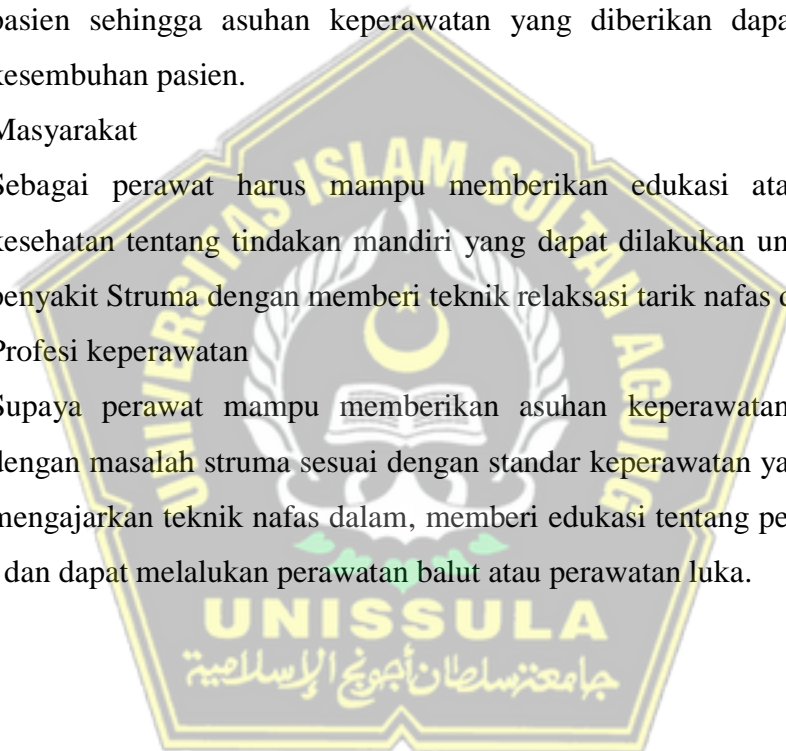 pasien sehingga asuhan keperawatan yang diberikan dapa
kesembuhan pasien.
Masyarakat
Sebagai perawat harus mampu memberikan edukasi ata
kesehatan tentang tindakan mandiri yang dapat dilakukan un
penyakit Struma dengan memberi teknik relaksasi tarik nafas d
Profesi keperawatan
Supaya perawat mampu memberikan asuhan keperawatan
dengan masalah struma sesuai dengan standar keperawatan ya
mengajarkan teknik nafas dalam, memberi edukasi tentang pe
dan dapat melalukan perawatan balut atau perawatan luka.
UNIVERSITAS ISLAM SULTAN AGUNG
UNISSULA
جامعة سلطان أجونج الإسلامية